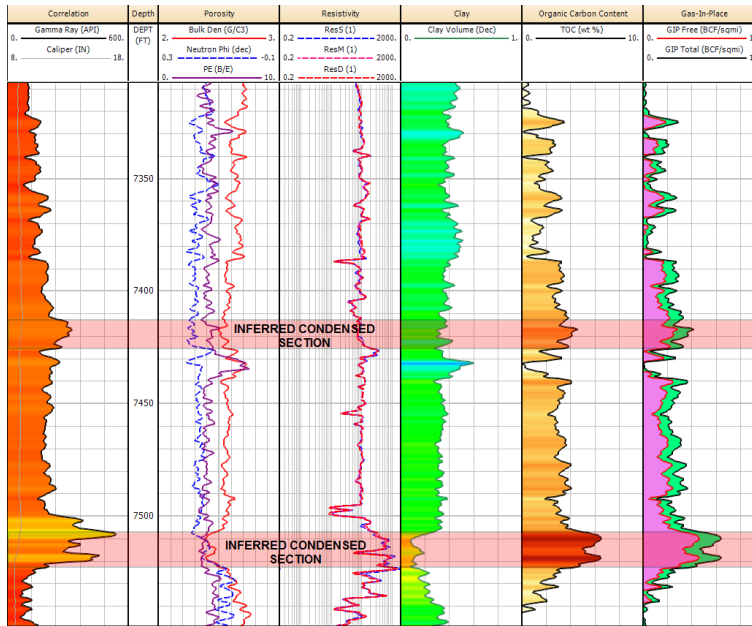 Correlation
Depth
Porosity
Resistivity
Clay
Organic Carbon Content
Gas-In-Place
Gamma Ray (API)
0. 600.
Caliper (IN)
8. 18.
DEPT
(FT)
Bulk Den (G/C3)
2. 3.
Neutron Phi (dec)
0.3 -0.1
PE (B/E)
0. 10.
ResS (1)
0.2 2000.
ResM (1)
0.2 2000.
ResD (1)
0.2 2000.
Clay Volume (Dec)
0. 1.
TOC (wt %)
0. 10.
GIP Free (BCF/sqmi)
0. 1
GIP Total (BCF/sqmi)
0. 1
7350
7400
INFERRED CONDENSED
SECTION
7450
7500
INFERRED CONDENSED
SECTION